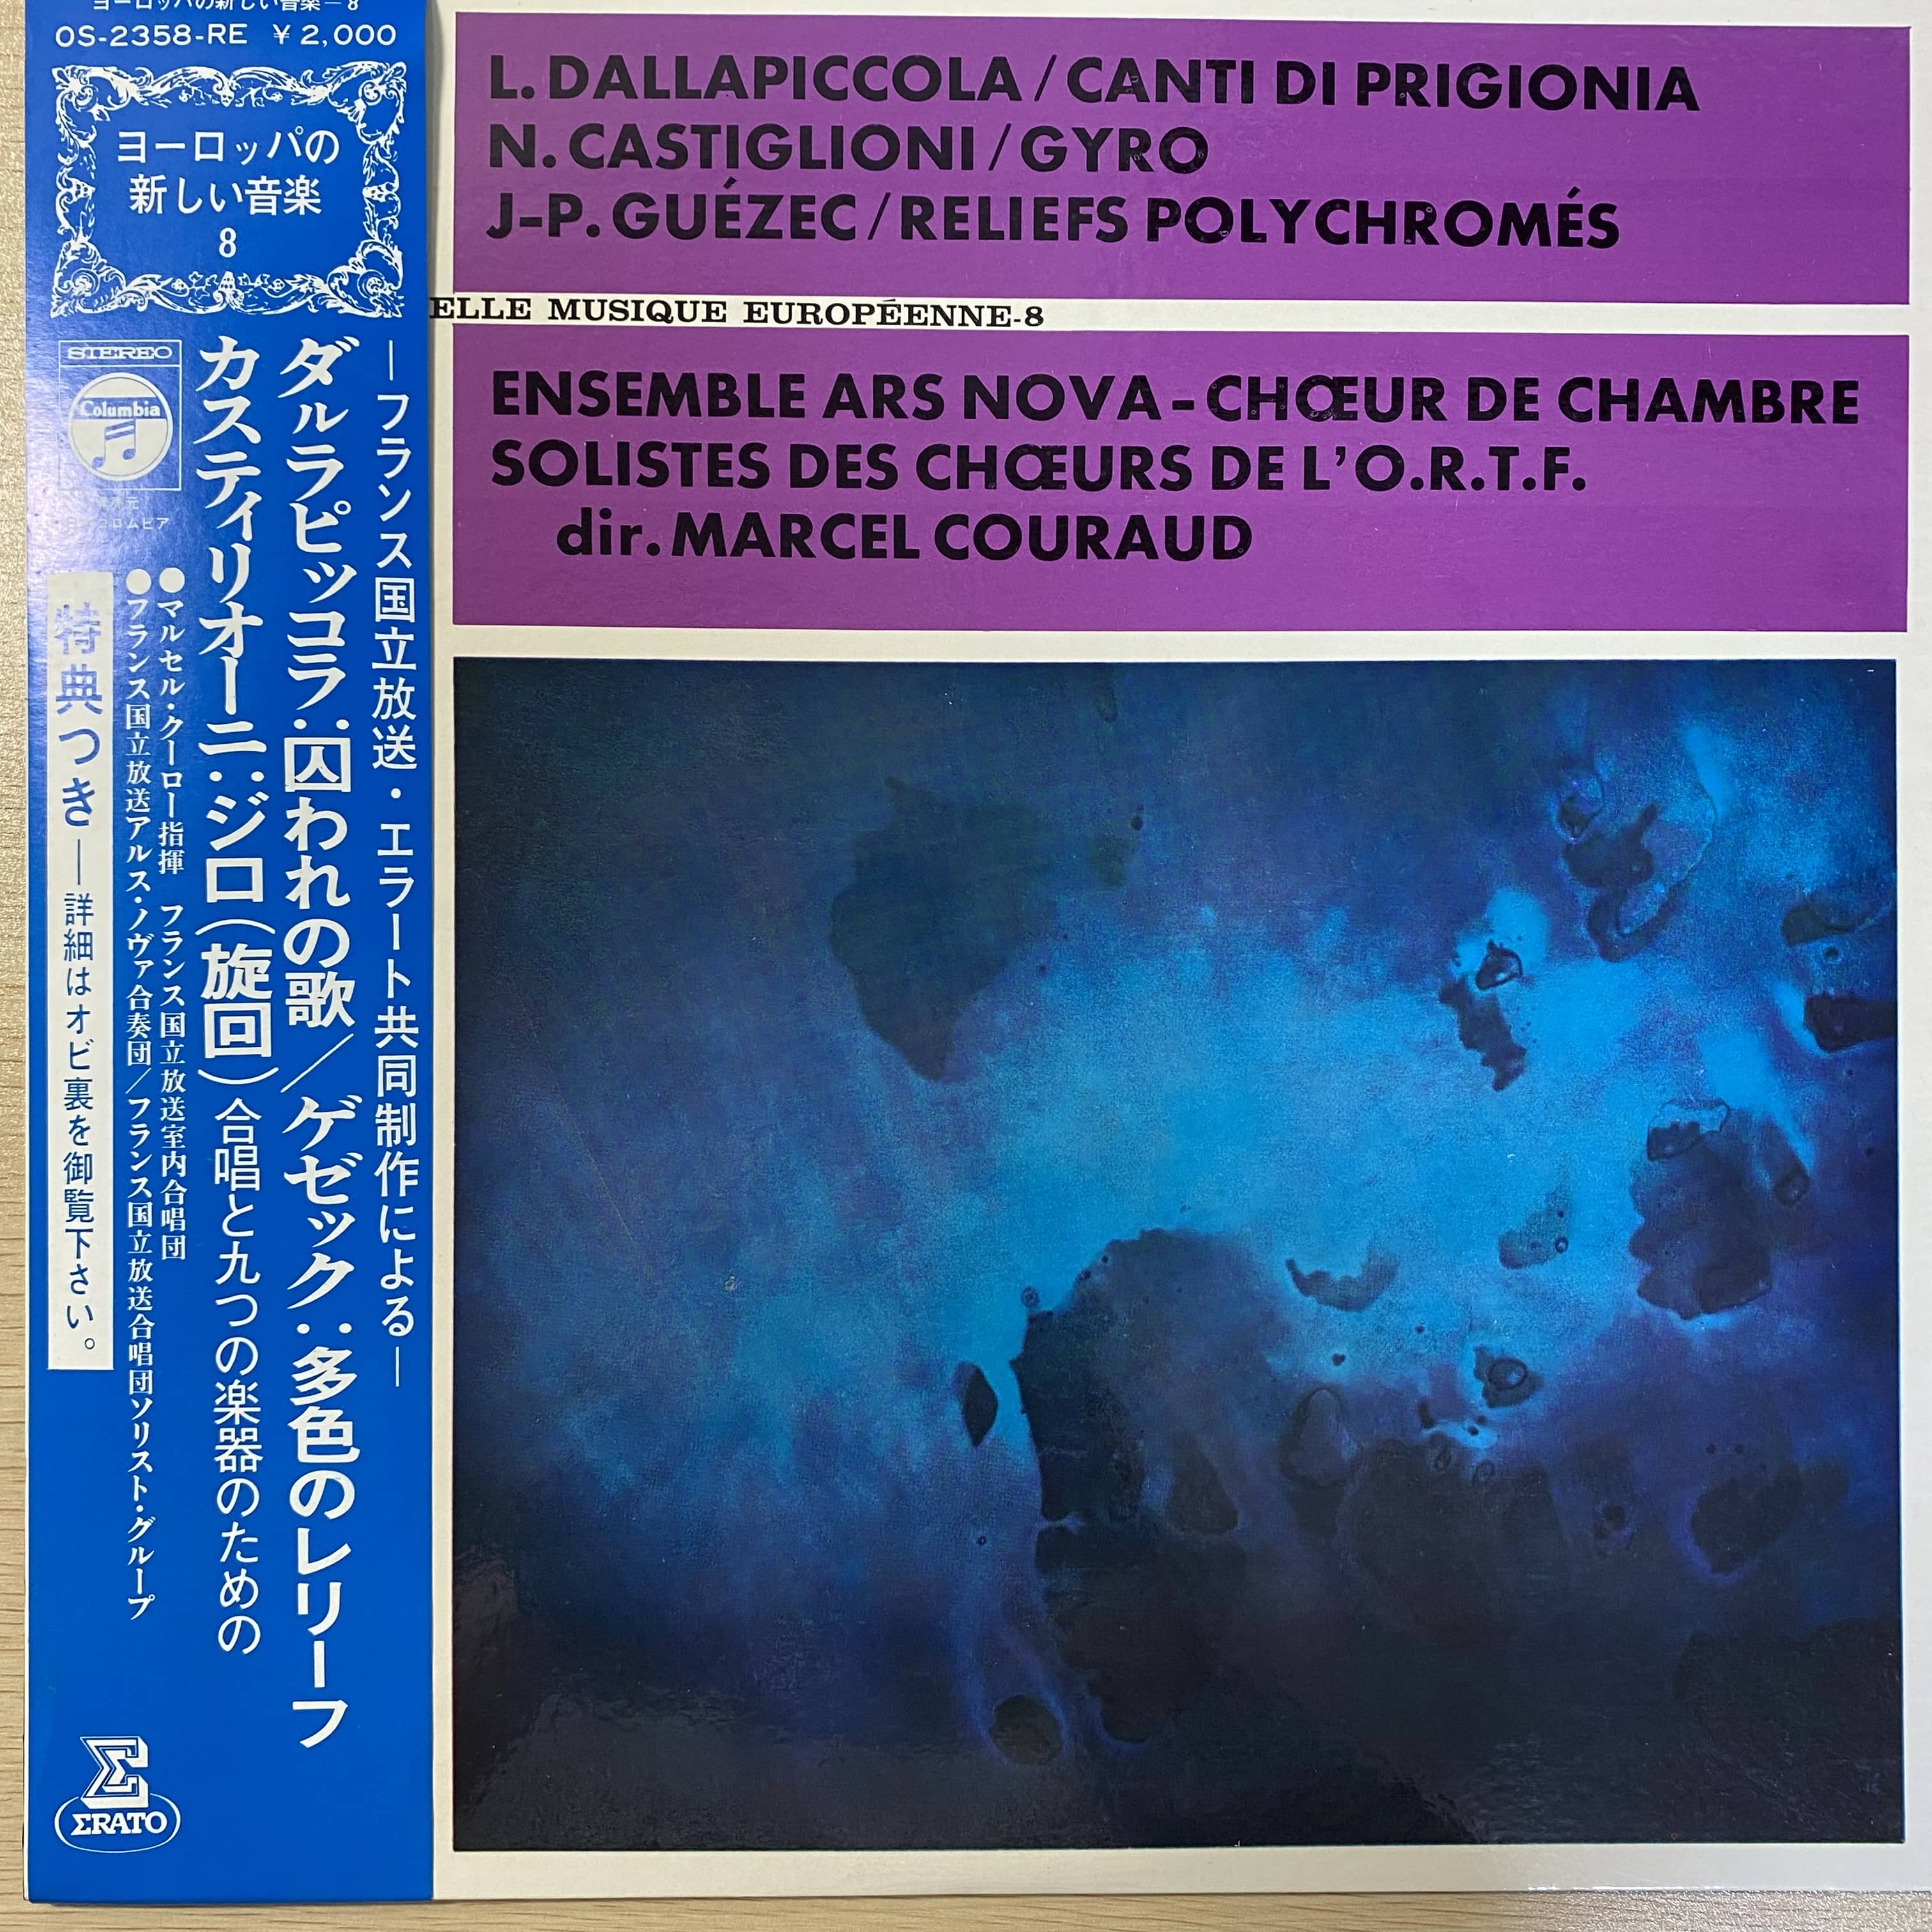 ヨーロッパの新しい音楽—8
OS-2358-RE ¥2,000
ヨーロッパの
新しい音楽
8
—フランス国立放送・エラート共同制作による—
ダルラピッコラ:囚われの歌/ゲゼック:多色のレリーフ
カスティリオーニ:ジロ(旋回)合唱と九つの楽器のための
●マルセル・クーロー指揮 フランス国立放送室内合唱団
●フランス国立放送アルス・ノヴァ合奏団/フランス国立放送合唱団ソリスト・グループ
STEREO
Columbia
コロムビア
特典つき—詳細はオビ裏を御覧下さい。
ΣRATO
L. DALLAPICCOLA / CANTI DI PRIGIONIA
N. CASTIGLIONI / GYRO
J-P. GUÉZEC / RELIEFS POLYCHROMÉS
ELLE MUSIQUE EUROPÉENNE-8
ENSEMBLE ARS NOVA - CHŒUR DE CHAMBRE
SOLISTES DES CHŒURS DE L'O.R.T.F.
dir. MARCEL COURAUD